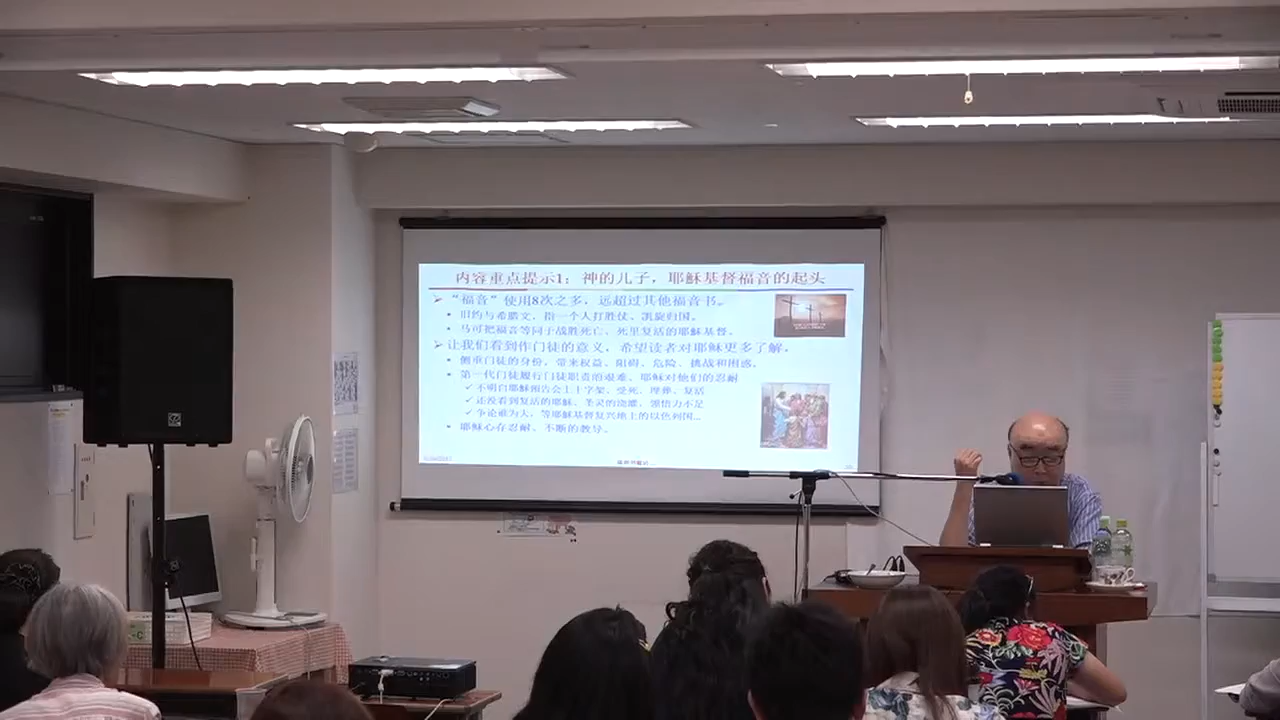 内容重点提示1：神的儿子，耶稣基督福音的起头
“福音”使用8次之多，远超过其他福音书。
旧约与希腊文，指一个人打胜仗、凯旋归国。
马可把福音等同于战胜死亡、死里复活的耶稣基督。
让我们看到作门徒的意义，希望读者对耶稣更多了解。
侧重门徒的身份，带来权益、阻碍、危险、挑战和困惑。
第一代门徒履行门徒职责的艰难、耶稣对他们的忍耐
不明白耶稣预告会上十字架、受死、埋葬、复活
还没看到复活的耶稣、圣灵的浇灌，领悟力不足
争论谁为大，等耶稣基督复兴地上的以色列国...
耶稣心存忍耐、不断的教导。